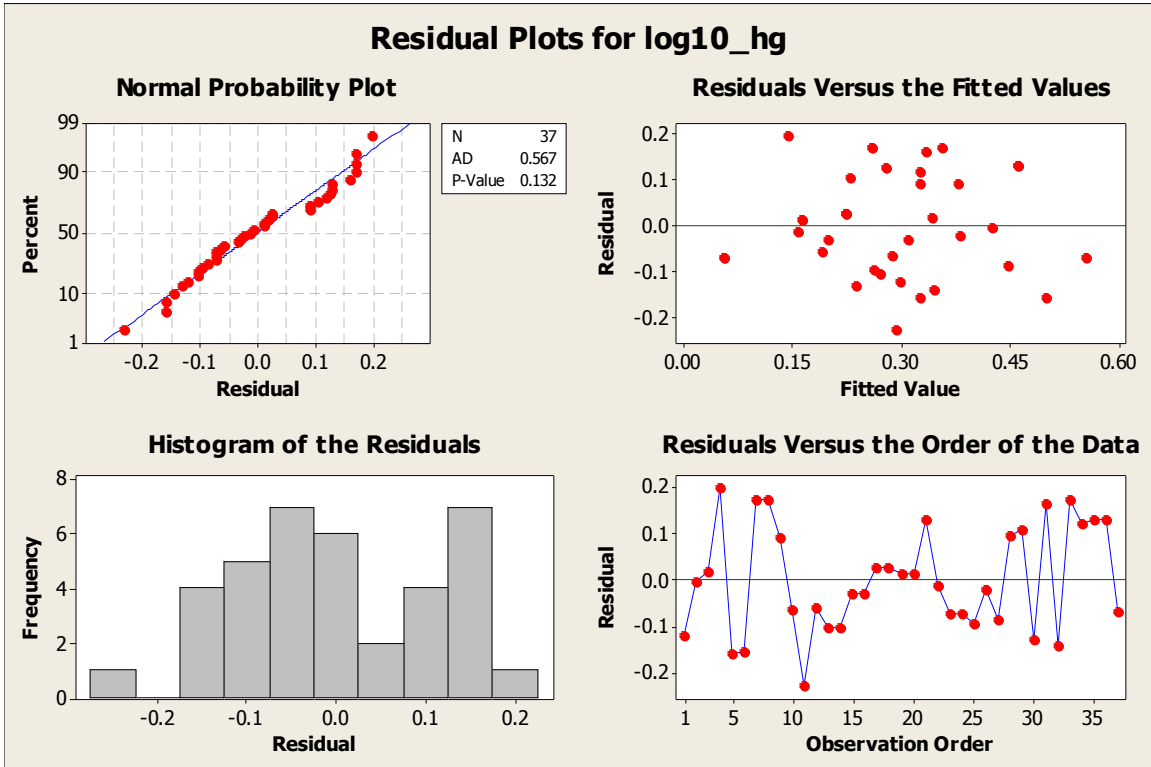 Residual Plots for log10_hg
Normal Probability Plot
99
90
50
10
1
Percent
-0.2 -0.1 0.0 0.1 0.2
Residual
N 37
AD 0.567
P-Value 0.132
Residuals Versus the Fitted Values
0.2
0.1
0.0
-0.1
-0.2
Residual
0.00 0.15 0.30 0.45 0.60
Fitted Value
Histogram of the Residuals
8
6
4
2
0
Frequency
-0.2 -0.1 0.0 0.1 0.2
Residual
Residuals Versus the Order of the Data
0.2
0.1
0.0
-0.1
-0.2
Residual
1 5 10 15 20 25 30 35
Observation Order